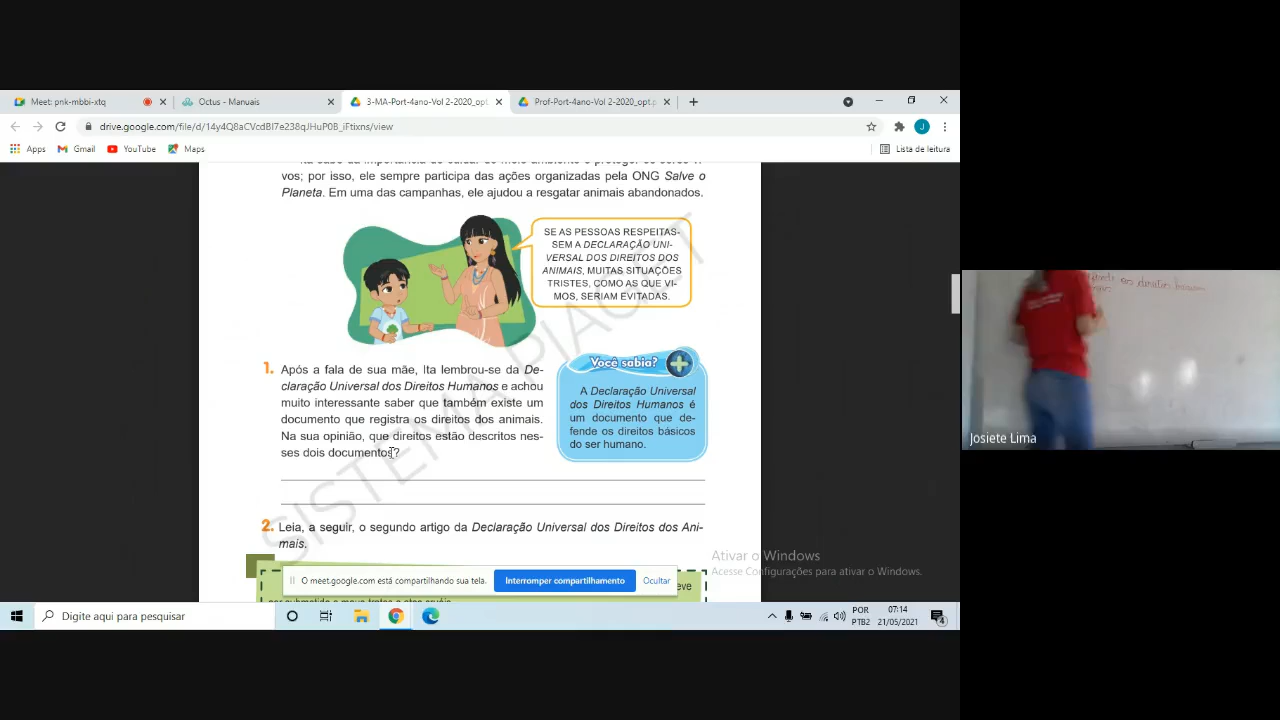 Meet: pnk-mbbi-xtq
Octus - Manuais
3-MA-Port-4ano-Vol 2-2020_opt.
Prof-Port-4ano-Vol 2-2020_opt.p
drive.google.com/file/d/14y4Q8aCVcdBI7e238qJHuP0B_iFtixns/view
Apps
Gmail
YouTube
Maps
Lista de leitura
vos; por isso, ele sempre participa das ações organizadas pela ONG Salve o
Planeta. Em uma das campanhas, ele ajudou a resgatar animais abandonados.
SE AS PESSOAS RESPEITAS-
SEM A DECLARAÇÃO UNI-
VERSAL DOS DIREITOS DOS
ANIMAIS, MUITAS SITUAÇÕES
TRISTES, COMO AS QUE VI-
MOS, SERIAM EVITADAS.
1. Após a fala de sua mãe, Ita lembrou-se da De-
claração Universal dos Direitos Humanos e achou
muito interessante saber que também existe um
documento que registra os direitos dos animais.
Na sua opinião, que direitos estão descritos nes-
ses dois documentos?
Você sabia?
A Declaração Universal
dos Direitos Humanos é
um documento que de-
fende os direitos básicos
do ser humano.
2. Leia, a seguir, o segundo artigo da Declaração Universal dos Direitos dos Ani-
mais.
SISTEMA PIAGET
O meet.google.com está compartilhando sua tela.
Interromper compartilhamento
Ocultar
eve
Ativar o Windows
Acesse Configurações para ativar o Windows.
Digite aqui para pesquisar
POR
PTB2
07:14
21/05/2021
4
os direitos
Josiete Lima